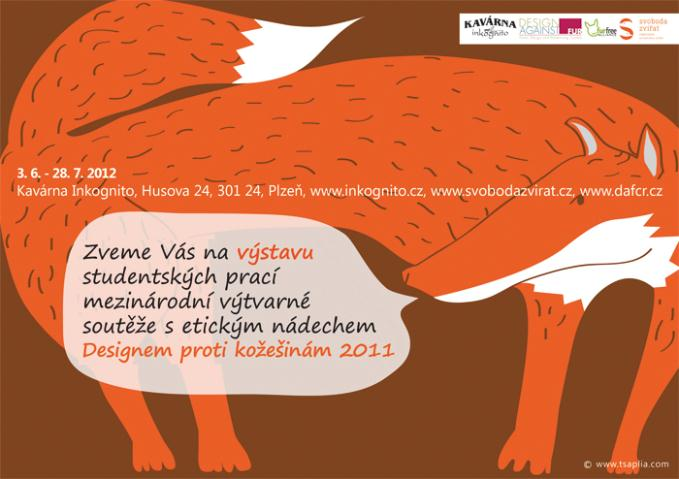 KAVÁRNA
inkognito
DESIGN
AGAINST
FUR
fur free
svoboda
zvířat
3. 6. - 28. 7. 2012
Kavárna Inkognito, Husova 24, 301 24, Plzeň, www.inkognito.cz, www.svobodazvirat.cz, www.dafcr.cz
Zveme Vás na výstavu
studentských prací
mezinárodní výtvarné
soutěže s etickým nádechem
Designem proti kožešinám 2011
© www.tsaplia.com